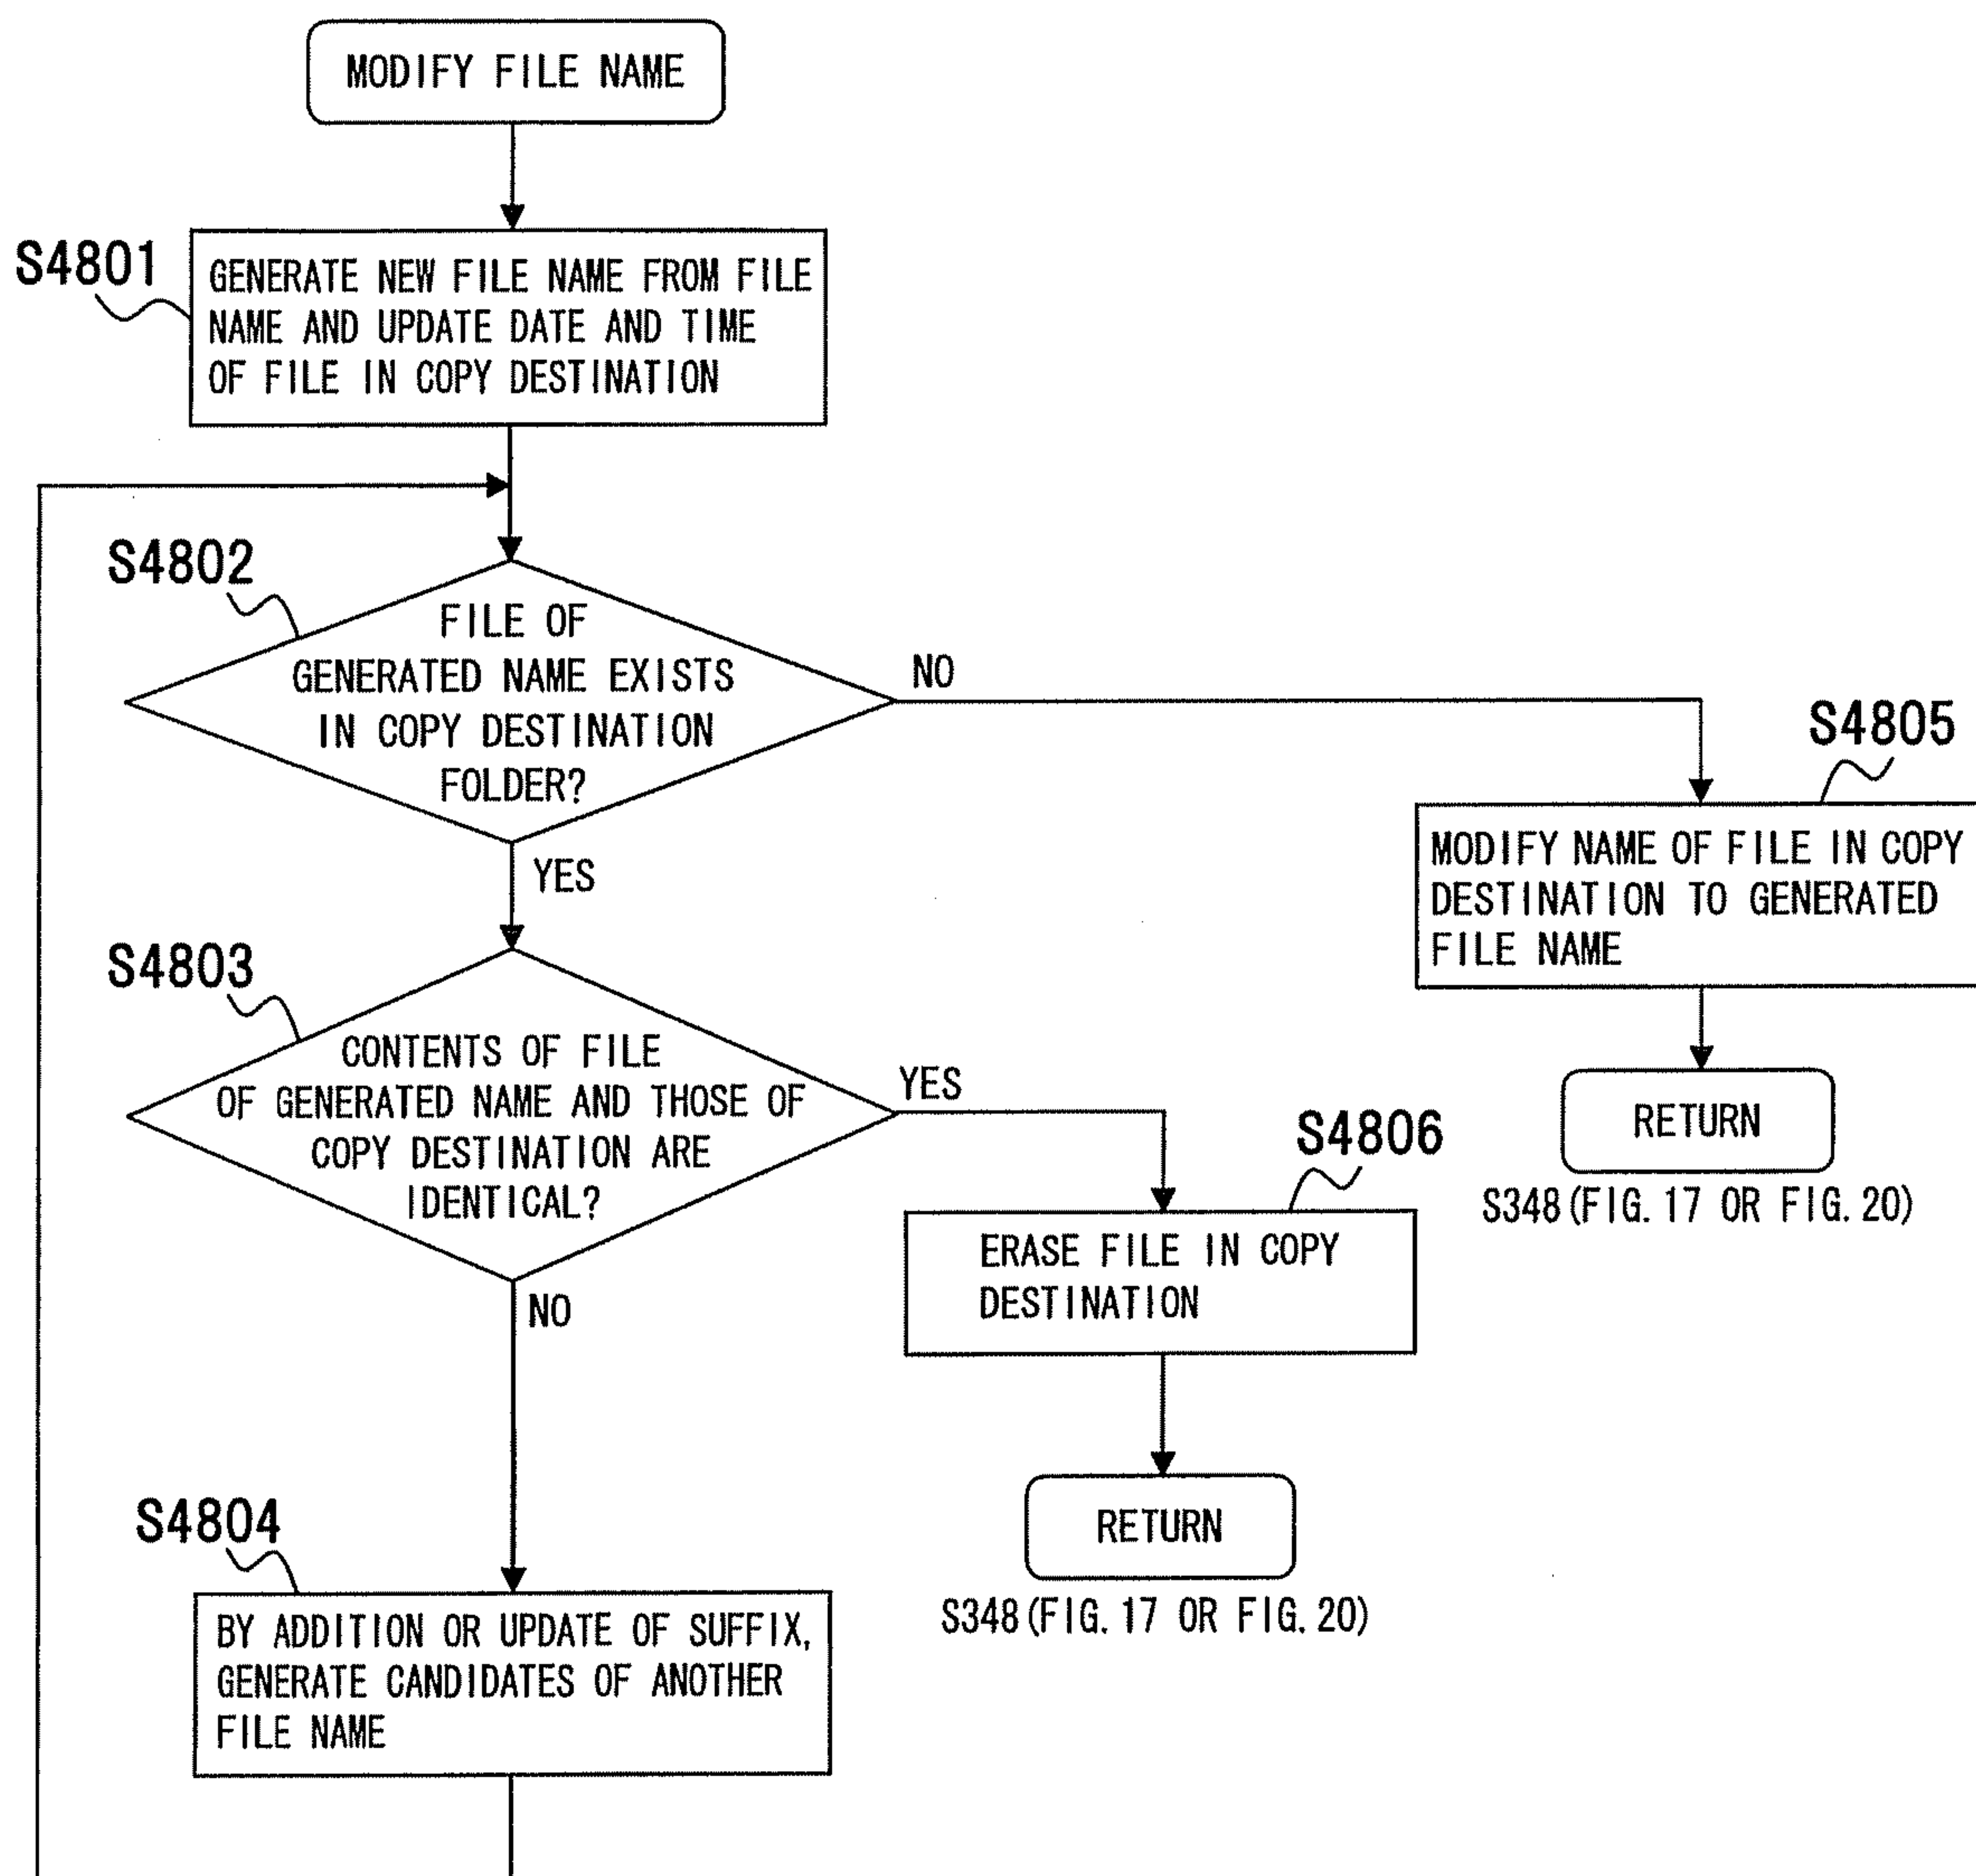 MODIFY FILE NAME
S4801
GENERATE NEW FILE NAME FROM FILE
NAME AND UPDATE DATE AND TIME
OF FILE IN COPY DESTINATION
S4802
FILE OF
GENERATED NAME EXISTS
IN COPY DESTINATION
FOLDER?
NO
YES
S4805
MODIFY NAME OF FILE IN COPY
DESTINATION TO GENERATED
FILE NAME
RETURN
S348(FIG. 17 OR FIG. 20)
S4803
CONTENTS OF FILE
OF GENERATED NAME AND THOSE OF
COPY DESTINATION ARE
IDENTICAL?
YES
NO
S4806
ERASE FILE IN COPY
DESTINATION
RETURN
S348(FIG. 17 OR FIG. 20)
S4804
BY ADDITION OR UPDATE OF SUFFIX,
GENERATE CANDIDATES OF ANOTHER
FILE NAME